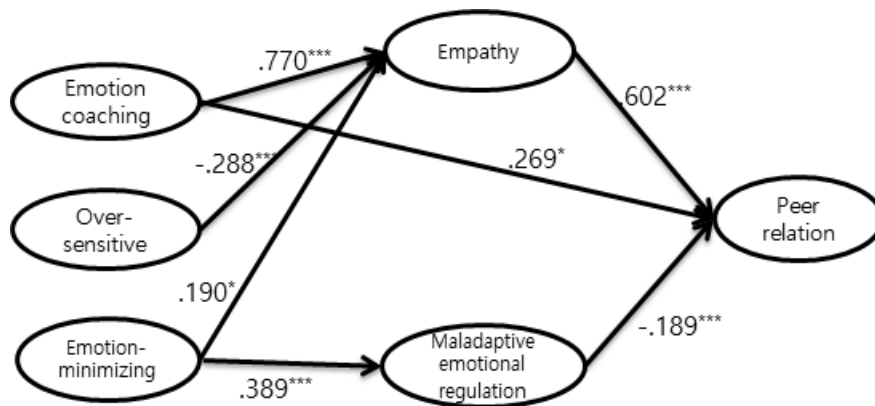 .770***
Empathy
Emotion
coaching
.602***
-.288***
.269*
Over-
sensitive
Peer
relation
.190*
Emotion-
minimizing
Maladaptive
emotional
regulation
-.189***
.389***